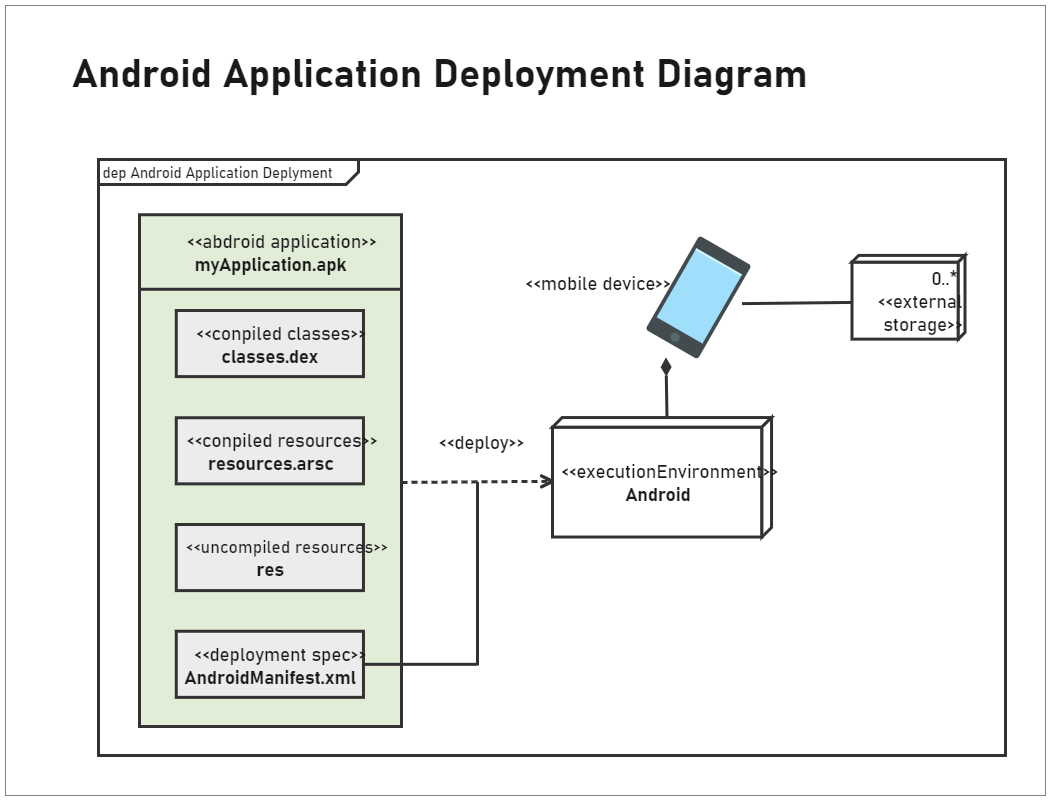 Android Application Deployment Diagram
dep Android Application Deplyment
<<abdroid application>>
myApplication.apk
<<compiled classes>>
classes.dex
<<conpiled resources>>
resources.arsc
<<uncompiled resources>>
res
<<deployment spec>>
AndroidManifest.xml
<<deploy>>
<<mobile device>>
0..*
<<external
storage>>
<<executionEnvironment>>
Android